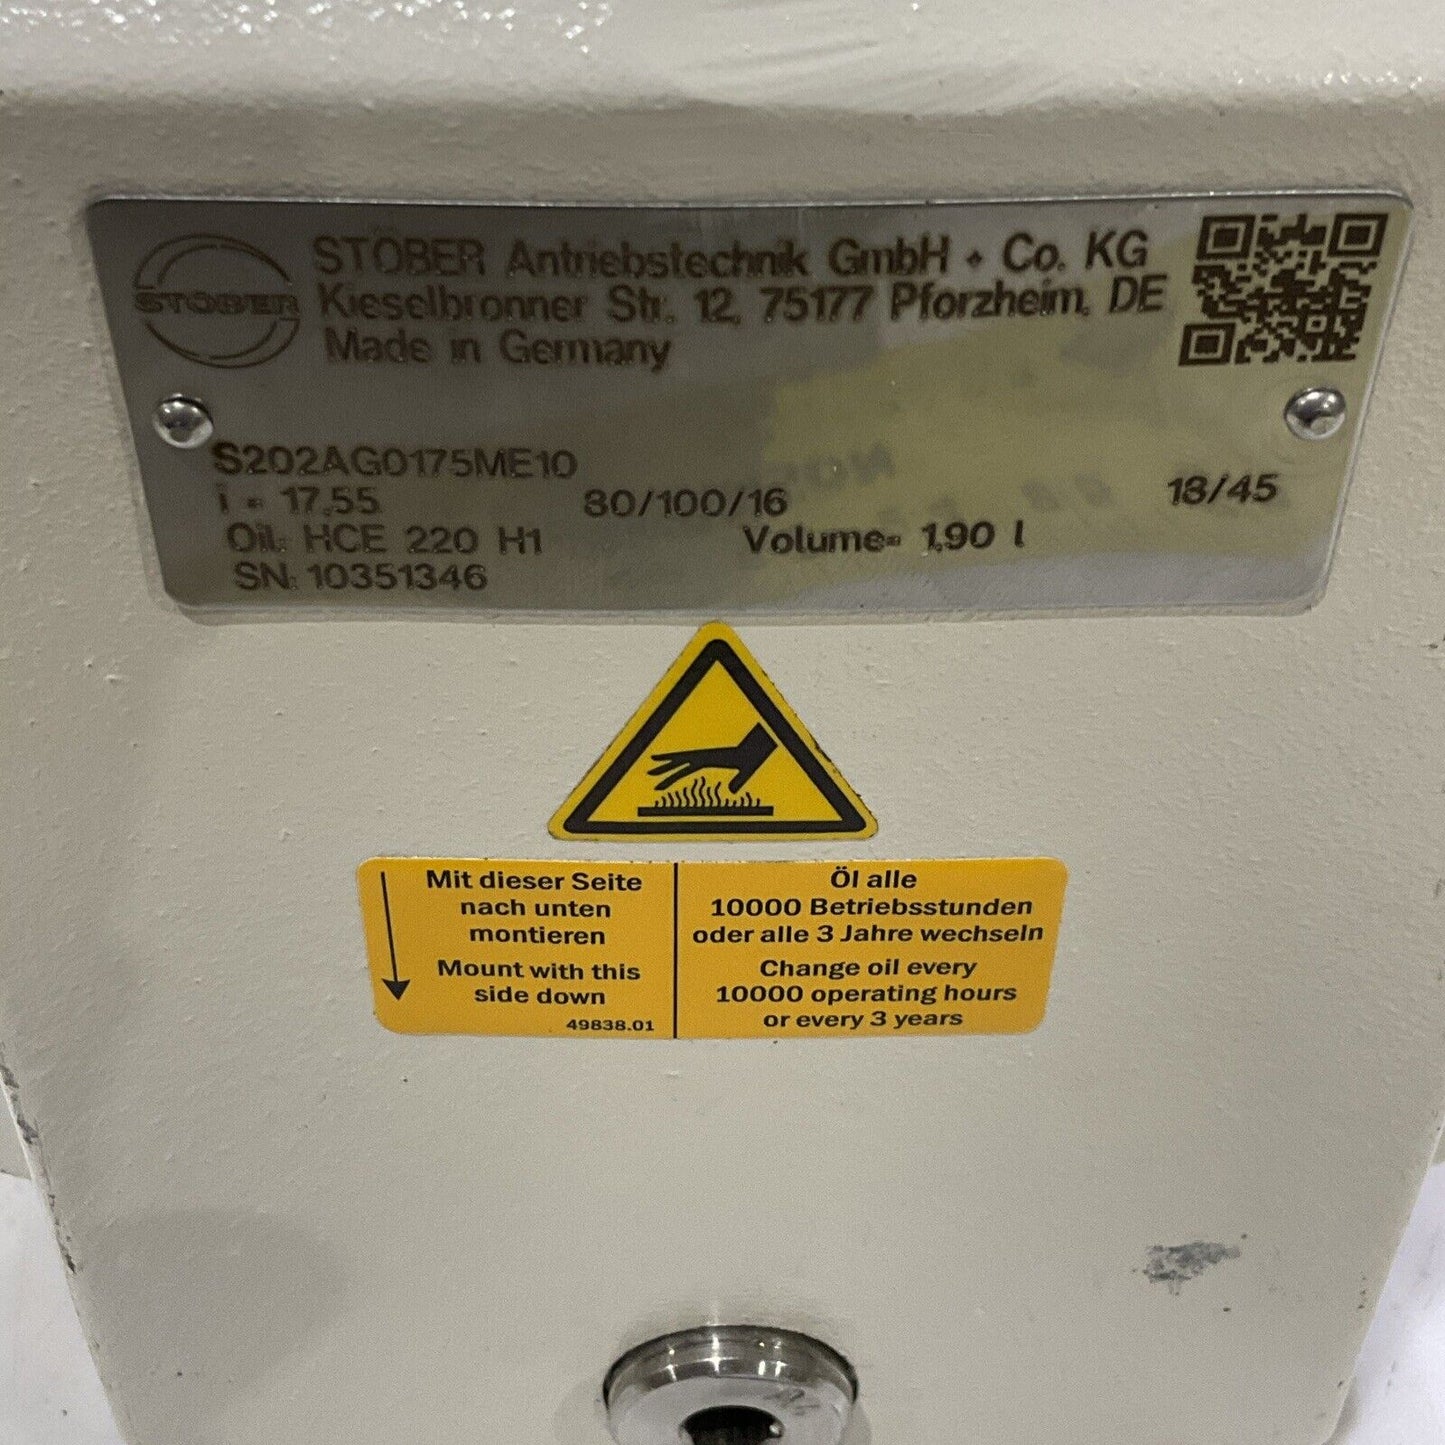 STÖBER
STÖBER Antriebstechnik GmbH + Co. KG
Kieselbronner Str. 12, 75177 Pforzheim, DE
Made in Germany
S202AG0175ME10
i = 17,55 80/100/16 18/45
Oil: HCE 220 H1 Volume= 1,90 l
SN: 10351346
Mit dieser Seite
nach unten
montieren
Mount with this
side down
49838.01
Öl alle
10000 Betriebsstunden
oder alle 3 Jahre wechseln
Change oil every
10000 operating hours
or every 3 years